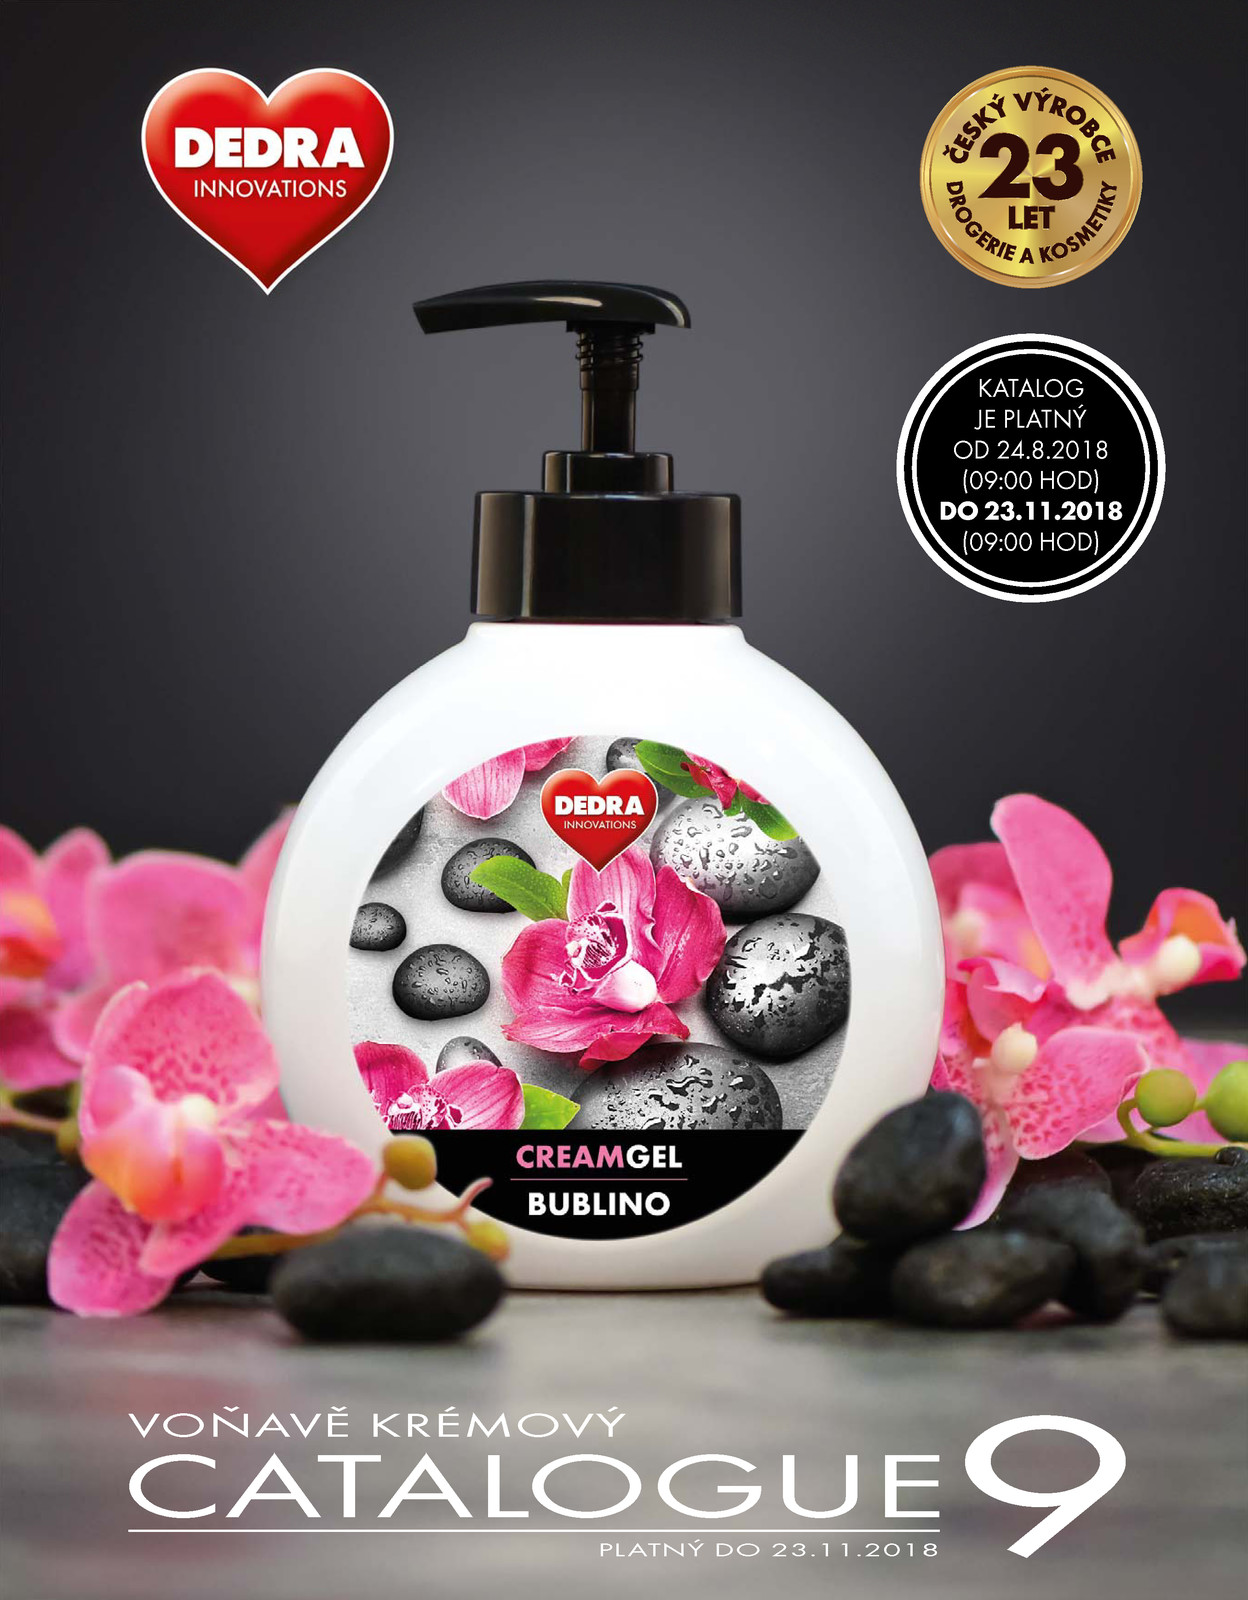 DEDRA
INNOVATIONS
ČESKÝ VÝROBCE
23
LET
DROGERIE A KOSMETIKY
KATALOG
JE PLATNÝ
OD 24.8.2018
(09:00 HOD)
DO 23.11.2018
(09:00 HOD)
DEDRA
INNOVATIONS
CREAMGEL
BUBLINO
VOŇAVĚ KRÉMOVÝ
CATALOGUE 9
PLATNÝ DO 23.11.2018